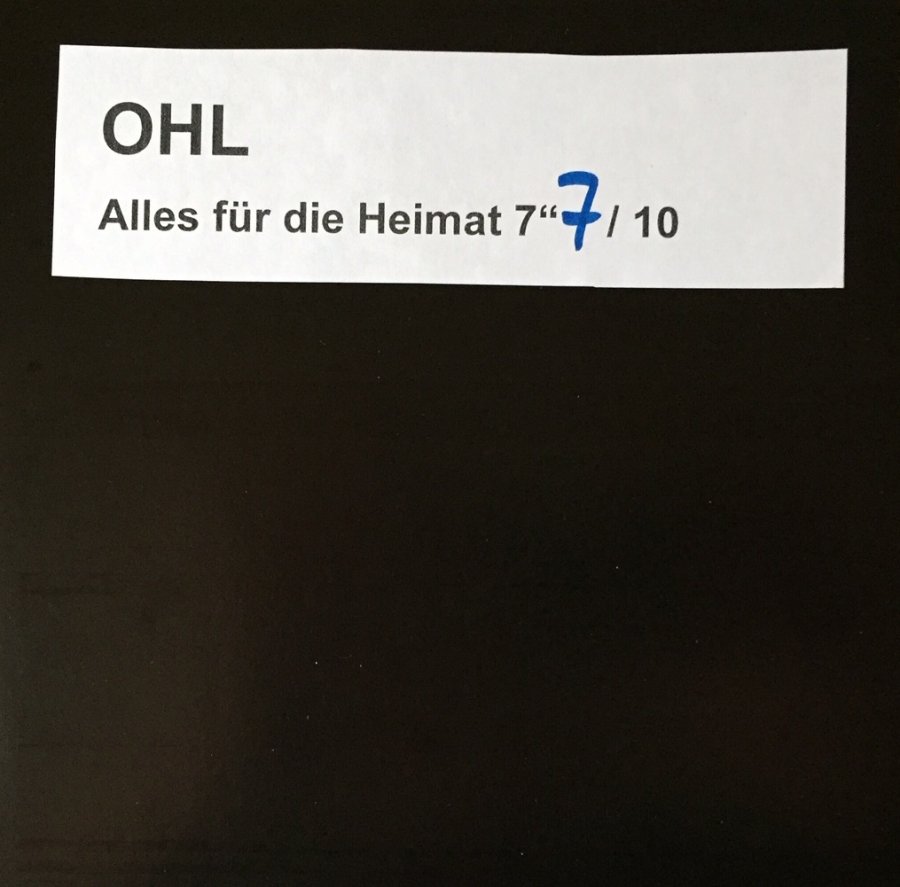 OHL
Alles für die Heimat 7“ 7 / 10